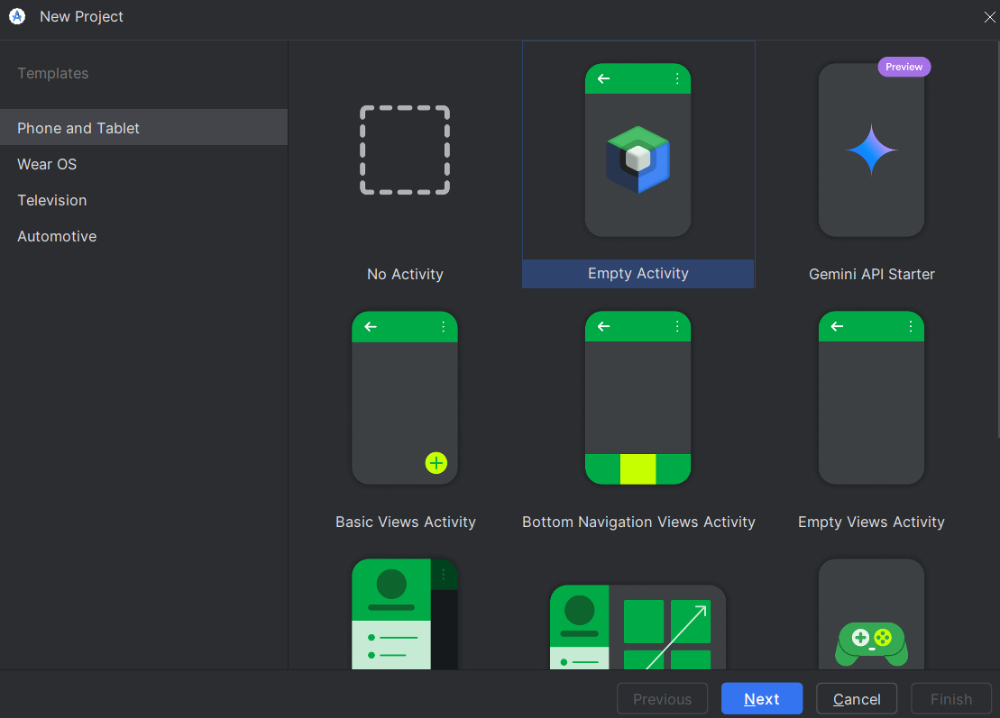 New Project
Templates
Phone and Tablet
Wear OS
Television
Automotive
Preview
No Activity
Empty Activity
Gemini API Starter
Basic Views Activity
Bottom Navigation Views Activity
Empty Views Activity
Previous
Next
Cancel
Finish